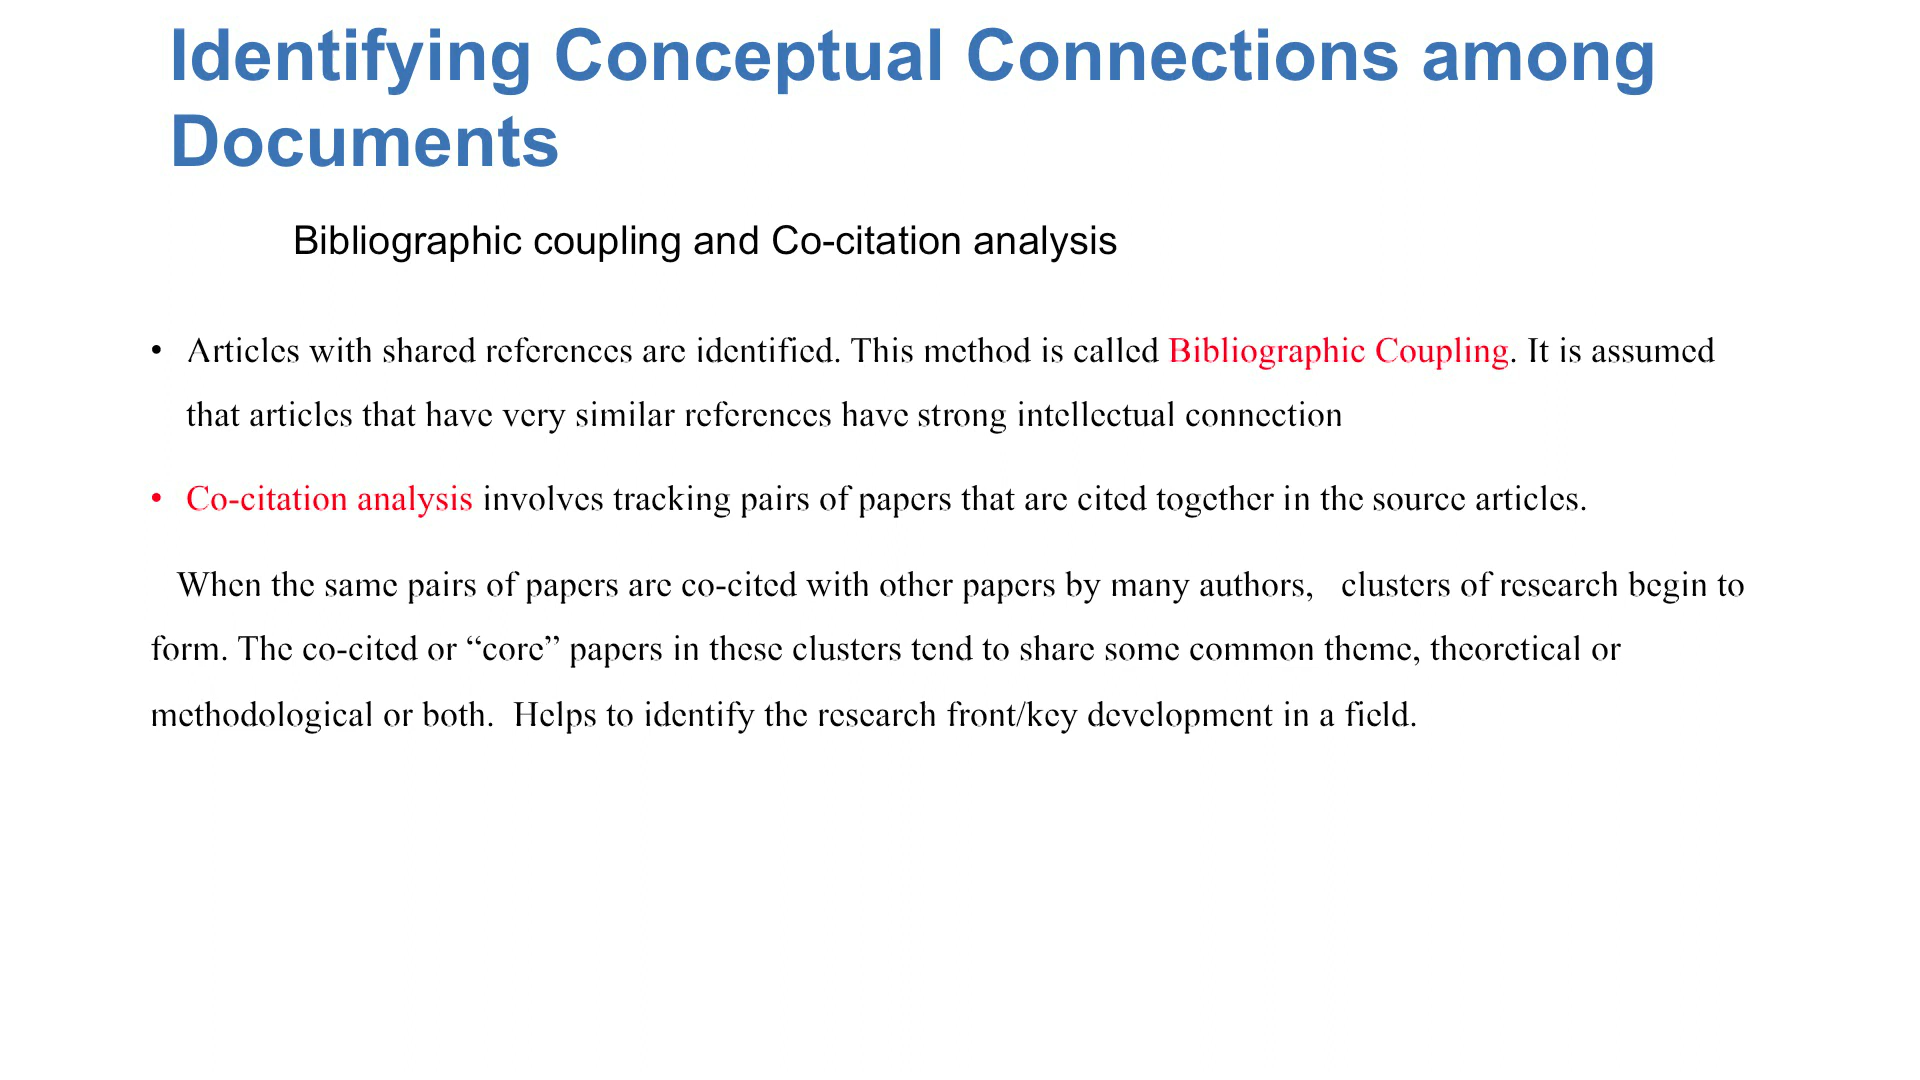 Identifying Conceptual Connections among
Documents
Bibliographic coupling and Co-citation analysis
• Articles with shared references are identified. This method is called Bibliographic Coupling. It is assumed
that articles that have very similar references have strong intellectual connection
• Co-citation analysis involves tracking pairs of papers that are cited together in the source articles.
When the same pairs of papers are co-cited with other papers by many authors, clusters of research begin to
form. The co-cited or “core” papers in these clusters tend to share some common theme, theoretical or
methodological or both. Helps to identify the research front/key development in a field.